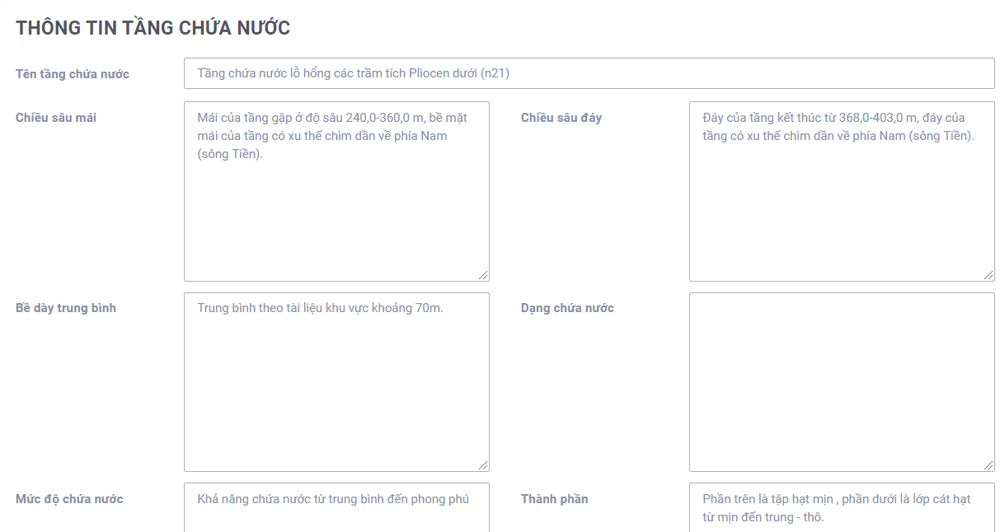 THÔNG TIN TẦNG CHỨA NƯỚC
Tên tầng chứa nước
Tầng chứa nước lỗ hổng các trầm tích Pliocen dưới (n21)
Chiều sâu mái
Mái của tầng gặp ở độ sâu 240,0-360,0 m, bề mặt
mái của tầng có xu thế chìm dần về phía Nam
(sông Tiền).
Chiều sâu đáy
Đáy của tầng kết thúc từ 368,0-403,0 m, đáy của
tầng có xu thế chìm dần về phía Nam (sông Tiền).
Bề dày trung bình
Trung bình theo tài liệu khu vực khoảng 70m.
Dạng chứa nước
Mức độ chứa nước
Khả năng chứa nước từ trung bình đến phong phú
Thành phần
Phần trên là tập hạt mịn , phần dưới là lớp cát hạt
từ mịn đến trung - thô.